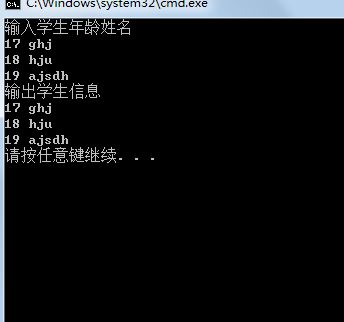 C:\Windows\system32\cmd.exe
输入学生年龄姓名
17 ghj
18 hju
19 ajsdh
输出学生信息
17 ghj
18 hju
19 ajsdh
请按任意键继续. . .